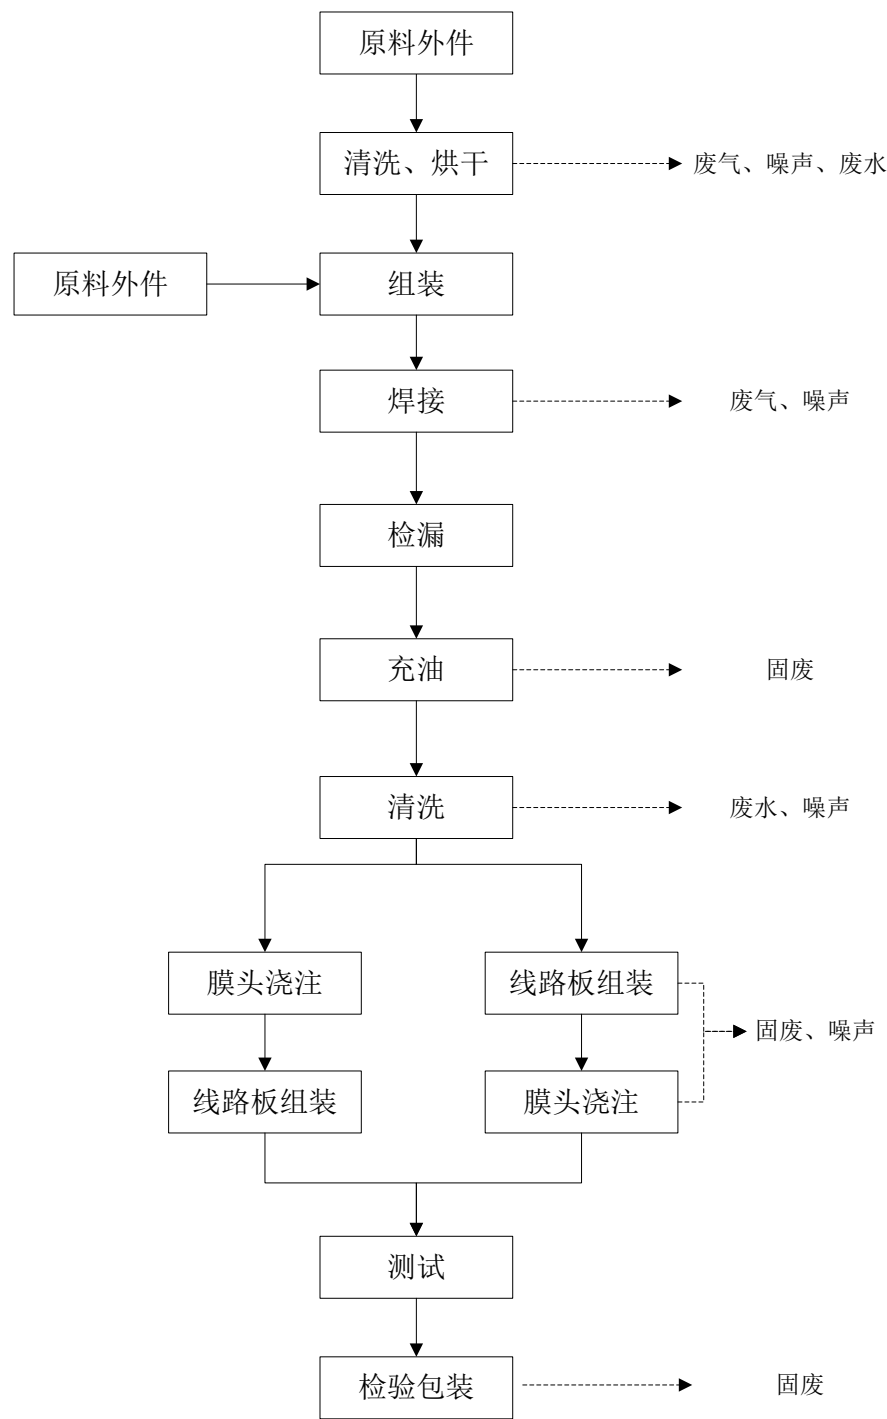 原料外件
清洗、烘干
废气、噪声、废水
原料外件
组装
焊接
废气、噪声
检漏
充油
固废
清洗
废水、噪声
膜头浇注
线路板组装
固废、噪声
线路板组装
膜头浇注
测试
检验包装
固废